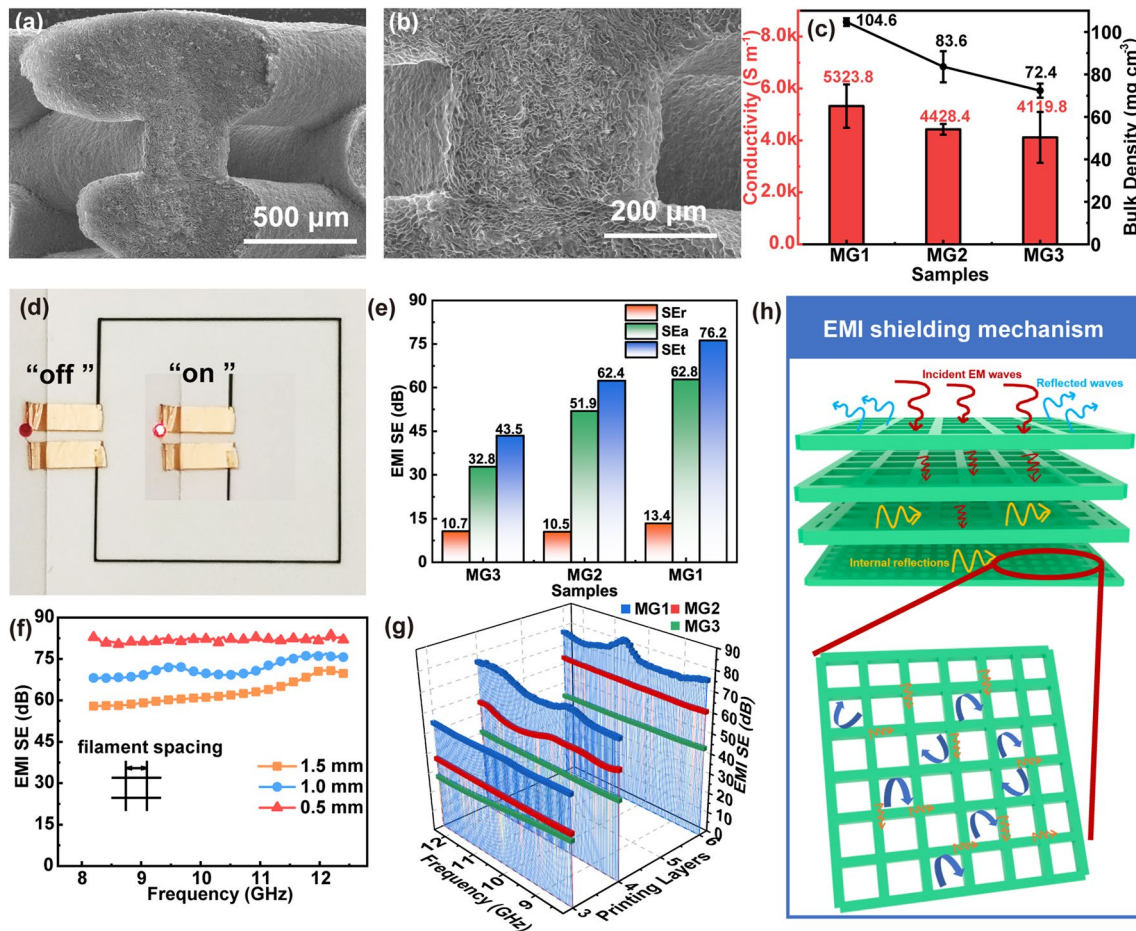 (a)
500 μm
(b)
200 μm
(c)
Conductivity (S m⁻¹)
8.0k
6.0k
4.0k
2.0k
0.0
104.6
83.6
72.4
5323.8
4428.4
4119.8
100
80
60
40
20
0
Bulk Density (mg cm⁻³)
MG1
MG2
MG3
Samples
(d)
“off ”
“on ”
(e)
EMI SE (dB)
90
75
60
45
30
15
0
SEr
SEa
SEt
10.7
32.8
43.5
10.5
51.9
62.4
13.4
62.8
76.2
MG3
MG2
MG1
Samples
(f)
EMI SE (dB)
90
75
60
45
30
15
0
filament spacing
1.5 mm
1.0 mm
0.5 mm
8
9
10
11
12
Frequency (GHz)
(g)
MG1
MG2
MG3
90
80
70
60
50
40
30
20
10
0
EMI SE (dB)
12
11
10
9
Frequency (GHz)
3
4
5
6
Printing Layers
(h)
EMI shielding mechanism
Incident EM waves
Reflected waves
Internal reflections